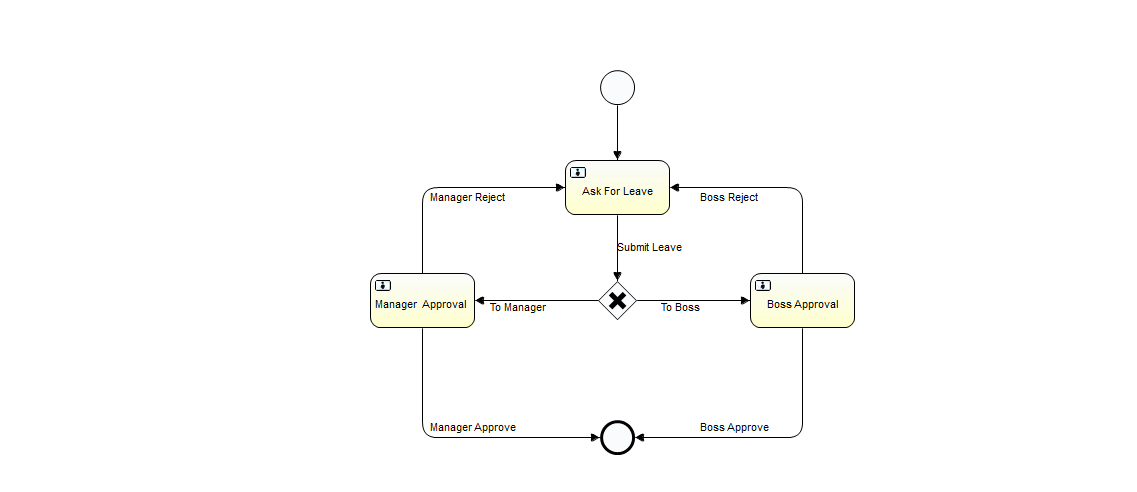 Ask For Leave
Manager Reject
Boss Reject
Submit Leave
Manager Approval
To Manager
To Boss
Boss Approval
Manager Approve
Boss Approve